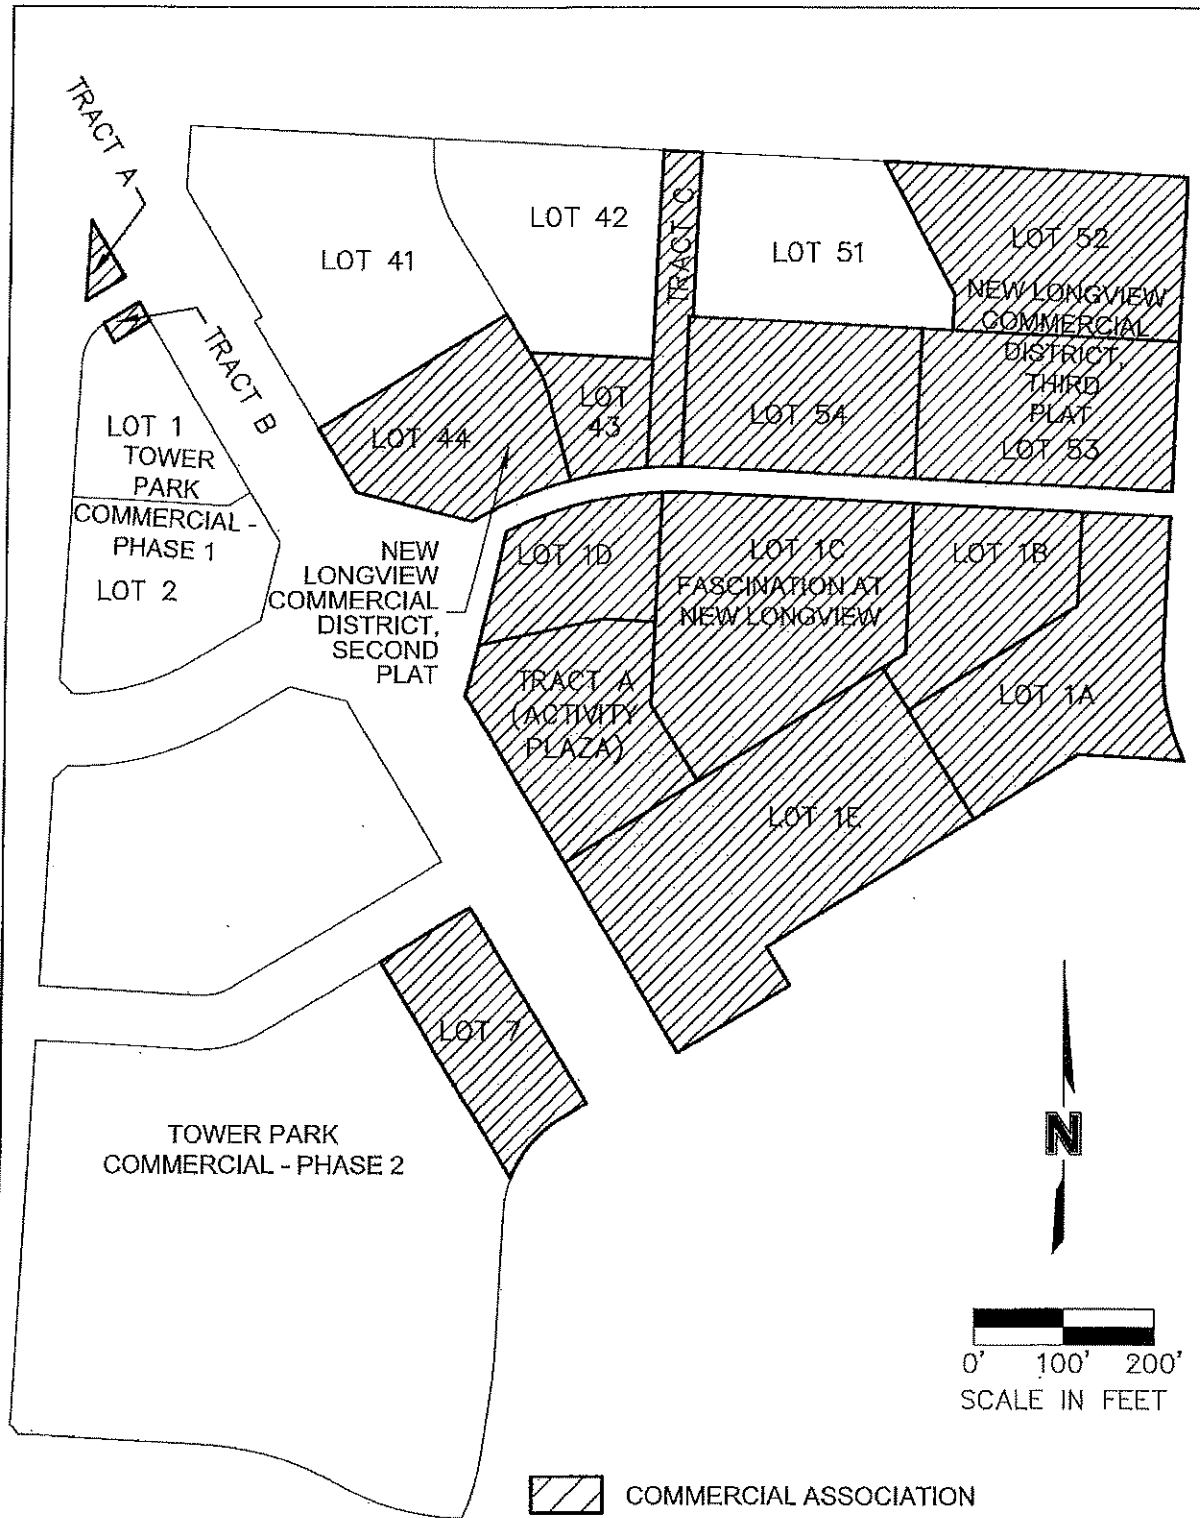 TRACT A
LOT 41
LOT 42
TRACT C
LOT 51
LOT 52
NEW LONGVIEW
COMMERCIAL
DISTRICT,
THIRD
PLAT
LOT 53
TRACT B
LOT 1
TOWER
PARK
COMMERCIAL -
PHASE 1
LOT 2
LOT 44
LOT
43
LOT 54
NEW
LONGVIEW
COMMERCIAL
DISTRICT,
SECOND
PLAT
LOT 1D
LOT 1C
FASCINATION AT
NEW LONGVIEW
LOT 1B
LOT 1A
TRACT A
(ACTIVITY
PLAZA)
LOT 1E
LOT 7
TOWER PARK
COMMERCIAL - PHASE 2
N
0' 100' 200'
SCALE IN FEET
COMMERCIAL ASSOCIATION